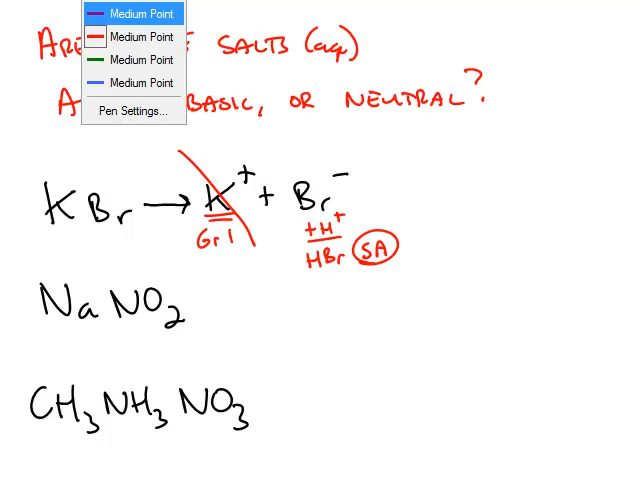 Medium Point
Medium Point
Medium Point
Medium Point
Pen Settings...
SALTS (aq)
BASIC, OR NEUTRAL?
KBr → K⁺ + Br⁻
Gr 1
+H⁺
HBr SA
NaNO₂
CH₃NH₃NO₃